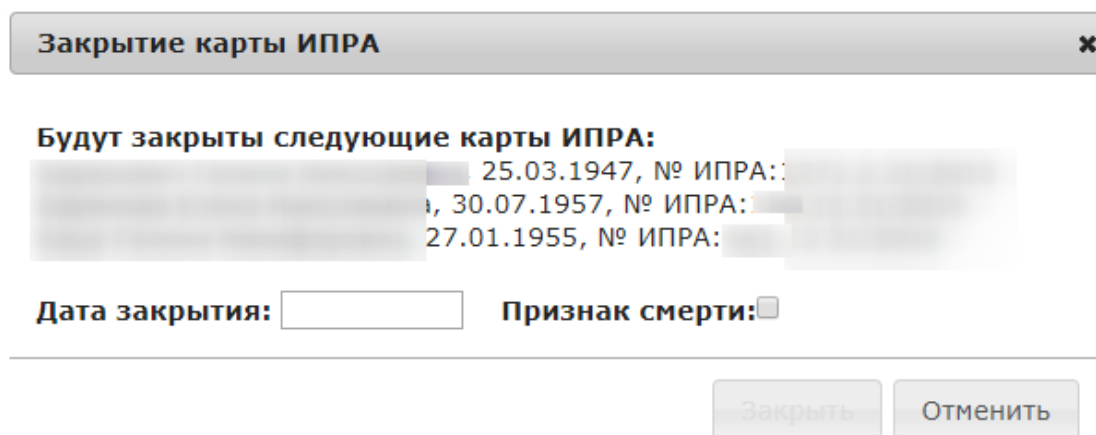 Закрытие карты ИПРА
Будут закрыты следующие карты ИПРА:
25.03.1947, № ИПРА:
, 30.07.1957, № ИПРА:
27.01.1955, № ИПРА:
Дата закрытия: Признак смерти:
Закрыть Отменить